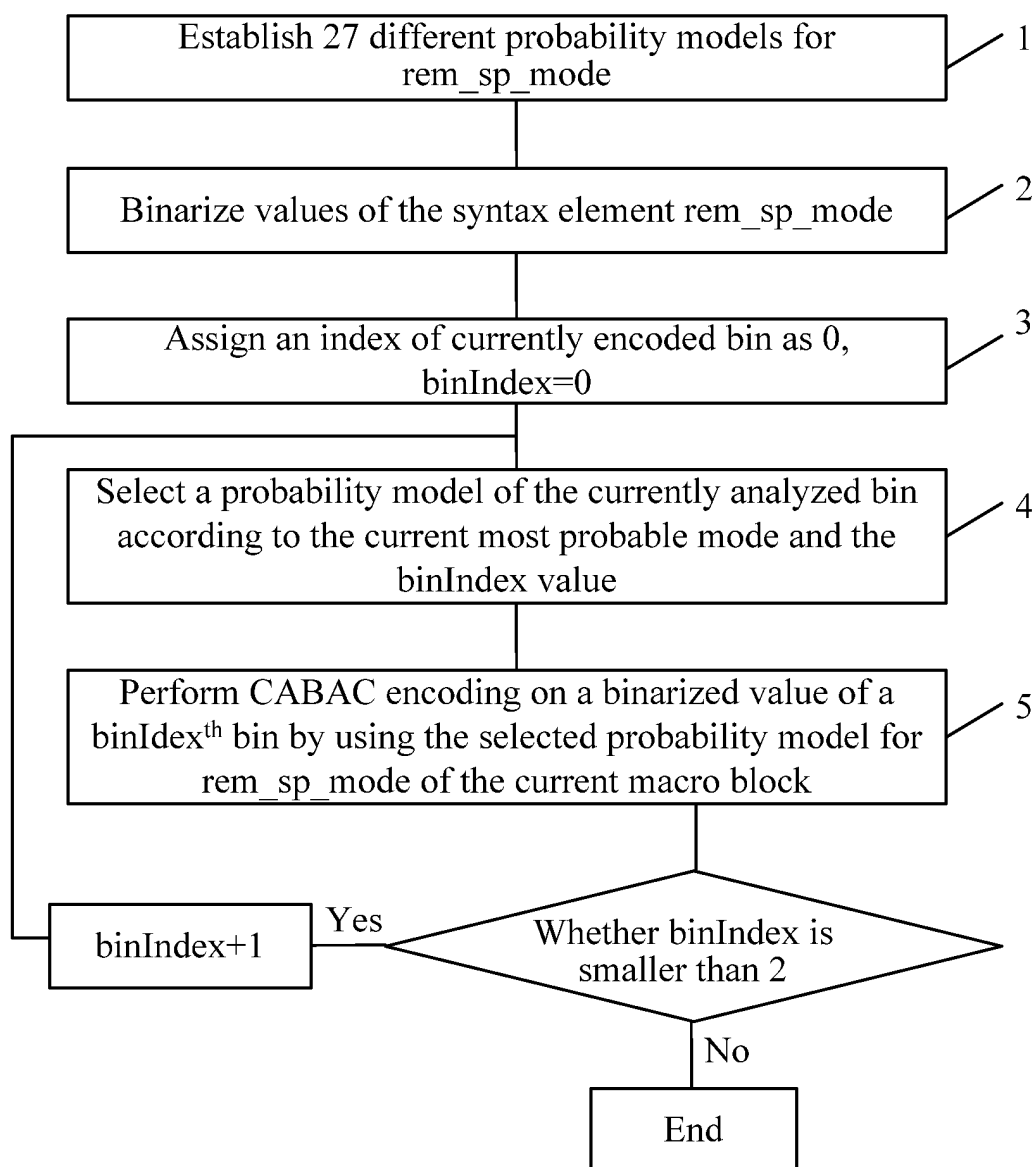 Establish 27 different probability models for
rem_sp_mode
1
Binarize values of the syntax element rem_sp_mode
2
Assign an index of currently encoded bin as 0,
binIndex=0
3
Select a probability model of the currently analyzed bin
according to the current most probable mode and the
binIndex value
4
Perform CABAC encoding on a binarized value of a
binIdexth bin by using the selected probability model for
rem_sp_mode of the current macro block
5
Whether binIndex is
smaller than 2
Yes
binIndex+1
No
End